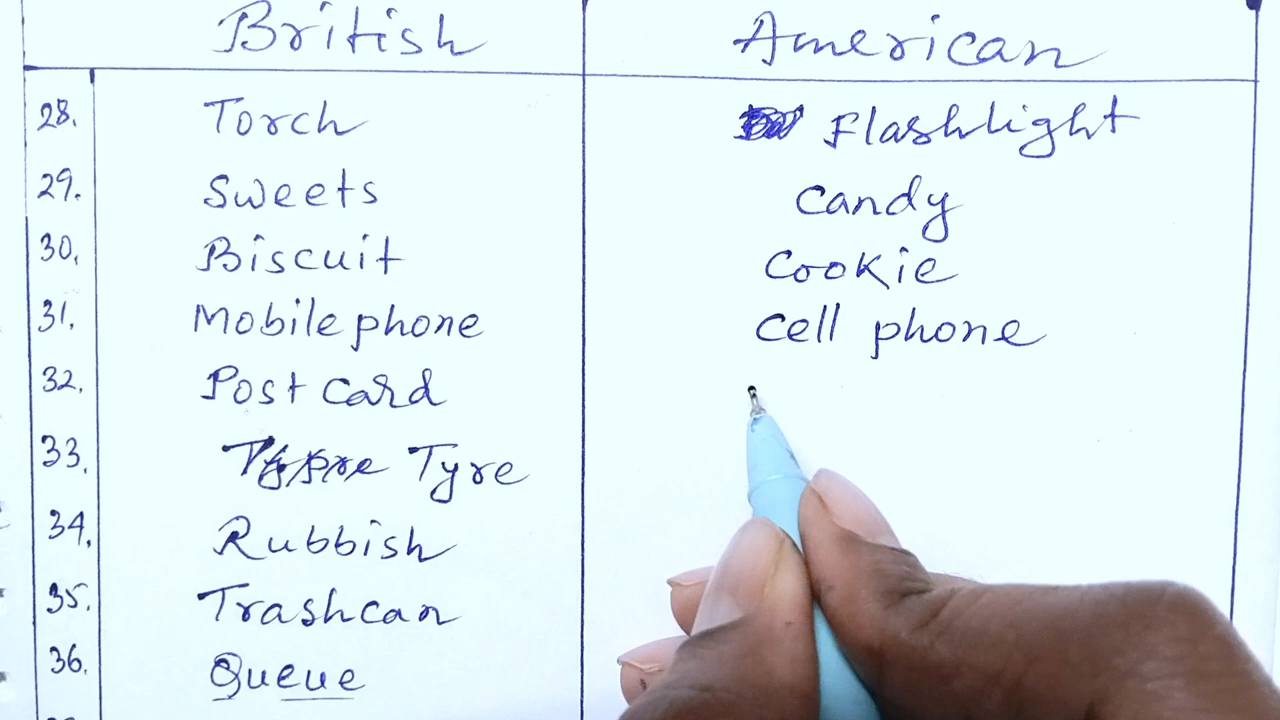 British American
28. Torch Flashlight
29. Sweets Candy
30. Biscuit Cookie
31. Mobile phone Cell phone
32. Post Card
33. Tyre
34. Rubbish
35. Trashcan
36. Queue